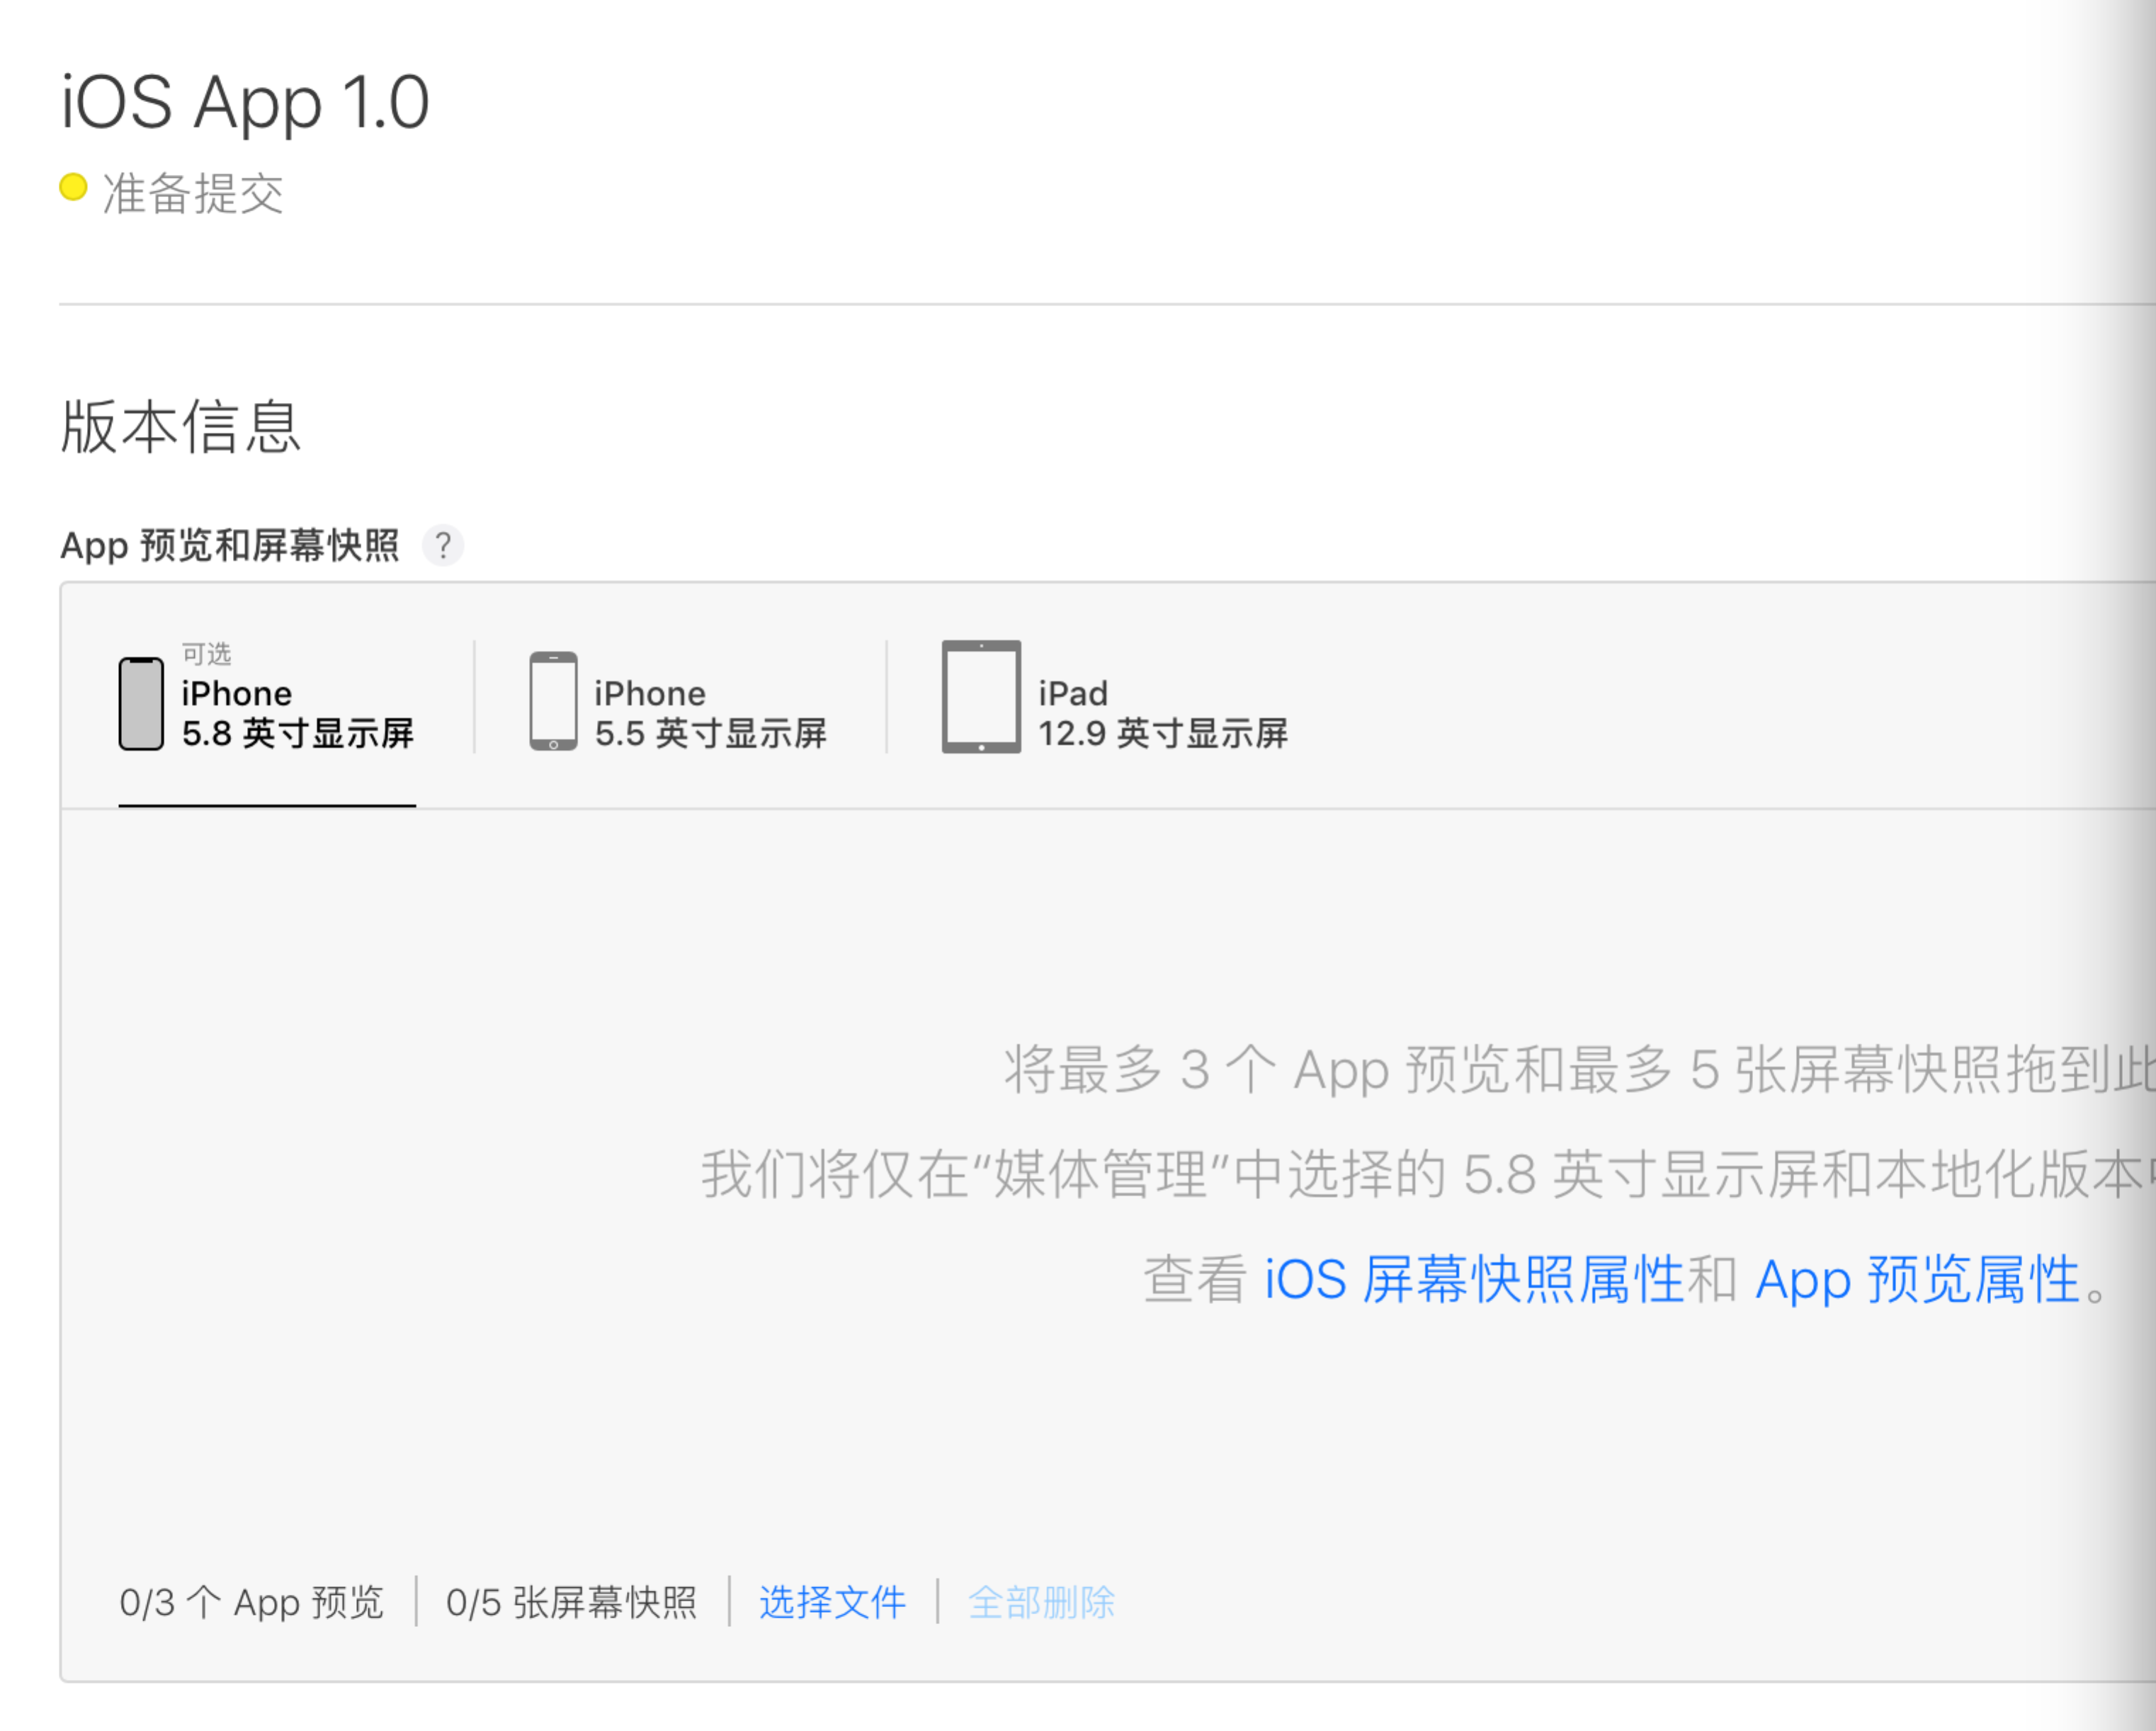 iOS App 1.0
准备提交
版本信息
App 预览和屏幕快照 ?
可选
iPhone
5.8 英寸显示屏
iPhone
5.5 英寸显示屏
iPad
12.9 英寸显示屏
将最多 3 个 App 预览和最多 5 张屏幕快照拖到此
我们将仅在“媒体管理”中选择的 5.8 英寸显示屏和本地化版本
查看 iOS 屏幕快照属性和 App 预览属性。
0/3 个 App 预览
0/5 张屏幕快照
选择文件
全部删除